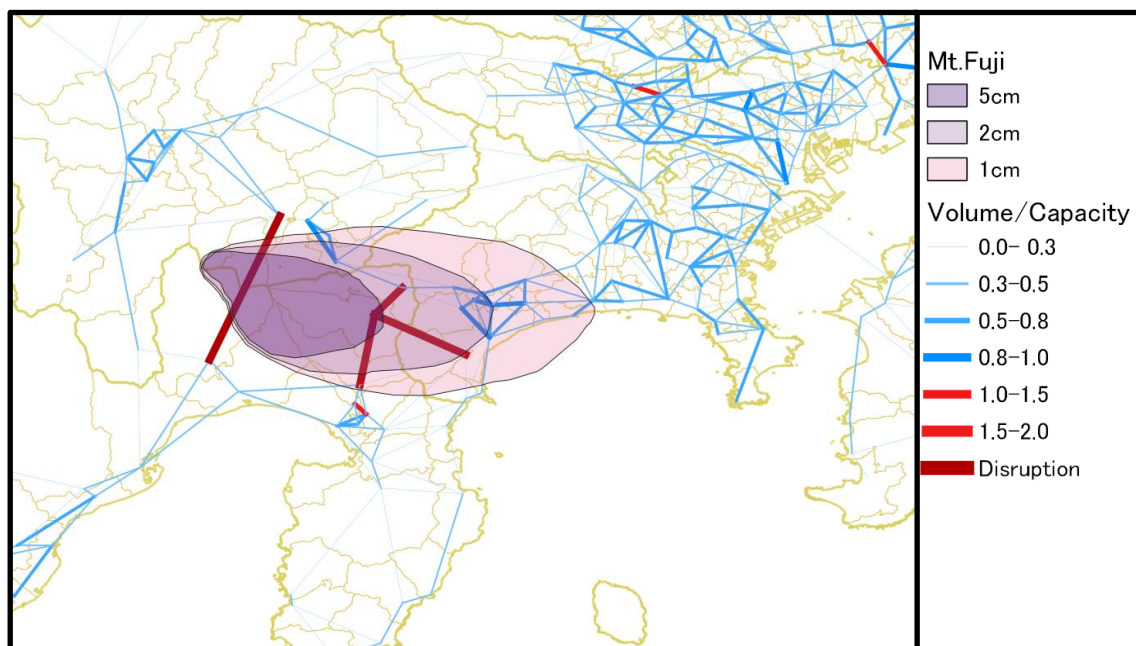 Mt.Fuji
5cm
2cm
1cm
Volume/Capacity
0.0- 0.3
0.3-0.5
0.5-0.8
0.8-1.0
1.0-1.5
1.5-2.0
Disruption